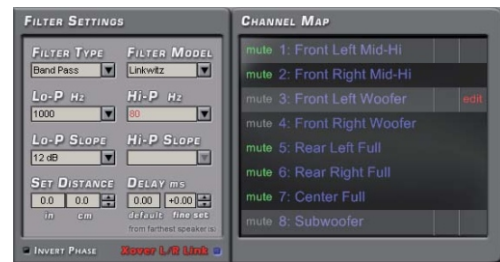 Filter Settings
Filter Type Filter Model
Band Pass Linkwitz
Lo-P Hz Hi-P Hz
1000 80
Lo-P Slope Hi-P Slope
12 dB
Set Distance Delay ms
0.0 0.0 0.00 +0.00
in cm default fine set
from farthest speaker
Invert Phase Xover L/R Link
Channel Map
mute 1: Front Left Mid-Hi
mute 2: Front Right Mid-Hi
mute 3: Front Left Woofer edit
mute 4: Front Right Woofer
mute 5: Rear Left Full
mute 6: Rear Right Full
mute 7: Center Full
mute 8: Subwoofer